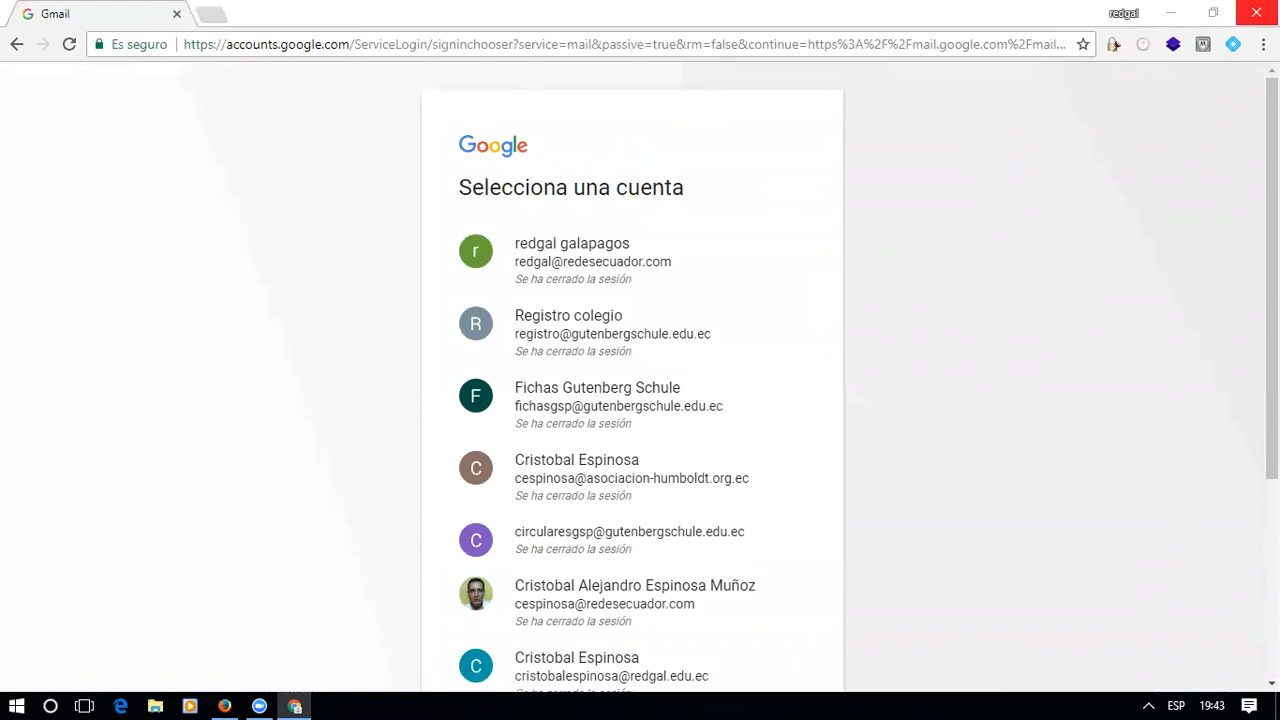 Gmail
redgal
Es seguro
https://accounts.google.com/ServiceLogin/signinchooser?service=mail&passive=true&rm=false&continue=https%3A%2F%2Fmail.google.com%2Fmail...
Google
Selecciona una cuenta
r
redgal galapagos
redgal@redesecuador.com
Se ha cerrado la sesión
R
Registro colegio
registro@gutenbergschule.edu.ec
Se ha cerrado la sesión
F
Fichas Gutenberg Schule
fichasgsp@gutenbergschule.edu.ec
Se ha cerrado la sesión
C
Cristobal Espinosa
cespinosa@asociacion-humboldt.org.ec
Se ha cerrado la sesión
C
circularesgsp@gutenbergschule.edu.ec
Se ha cerrado la sesión
Cristobal Alejandro Espinosa Muñoz
cespinosa@redesecuador.com
Se ha cerrado la sesión
C
Cristobal Espinosa
cristobalespinosa@redgal.edu.ec
Se ha cerrado la sesión
ESP
19:43